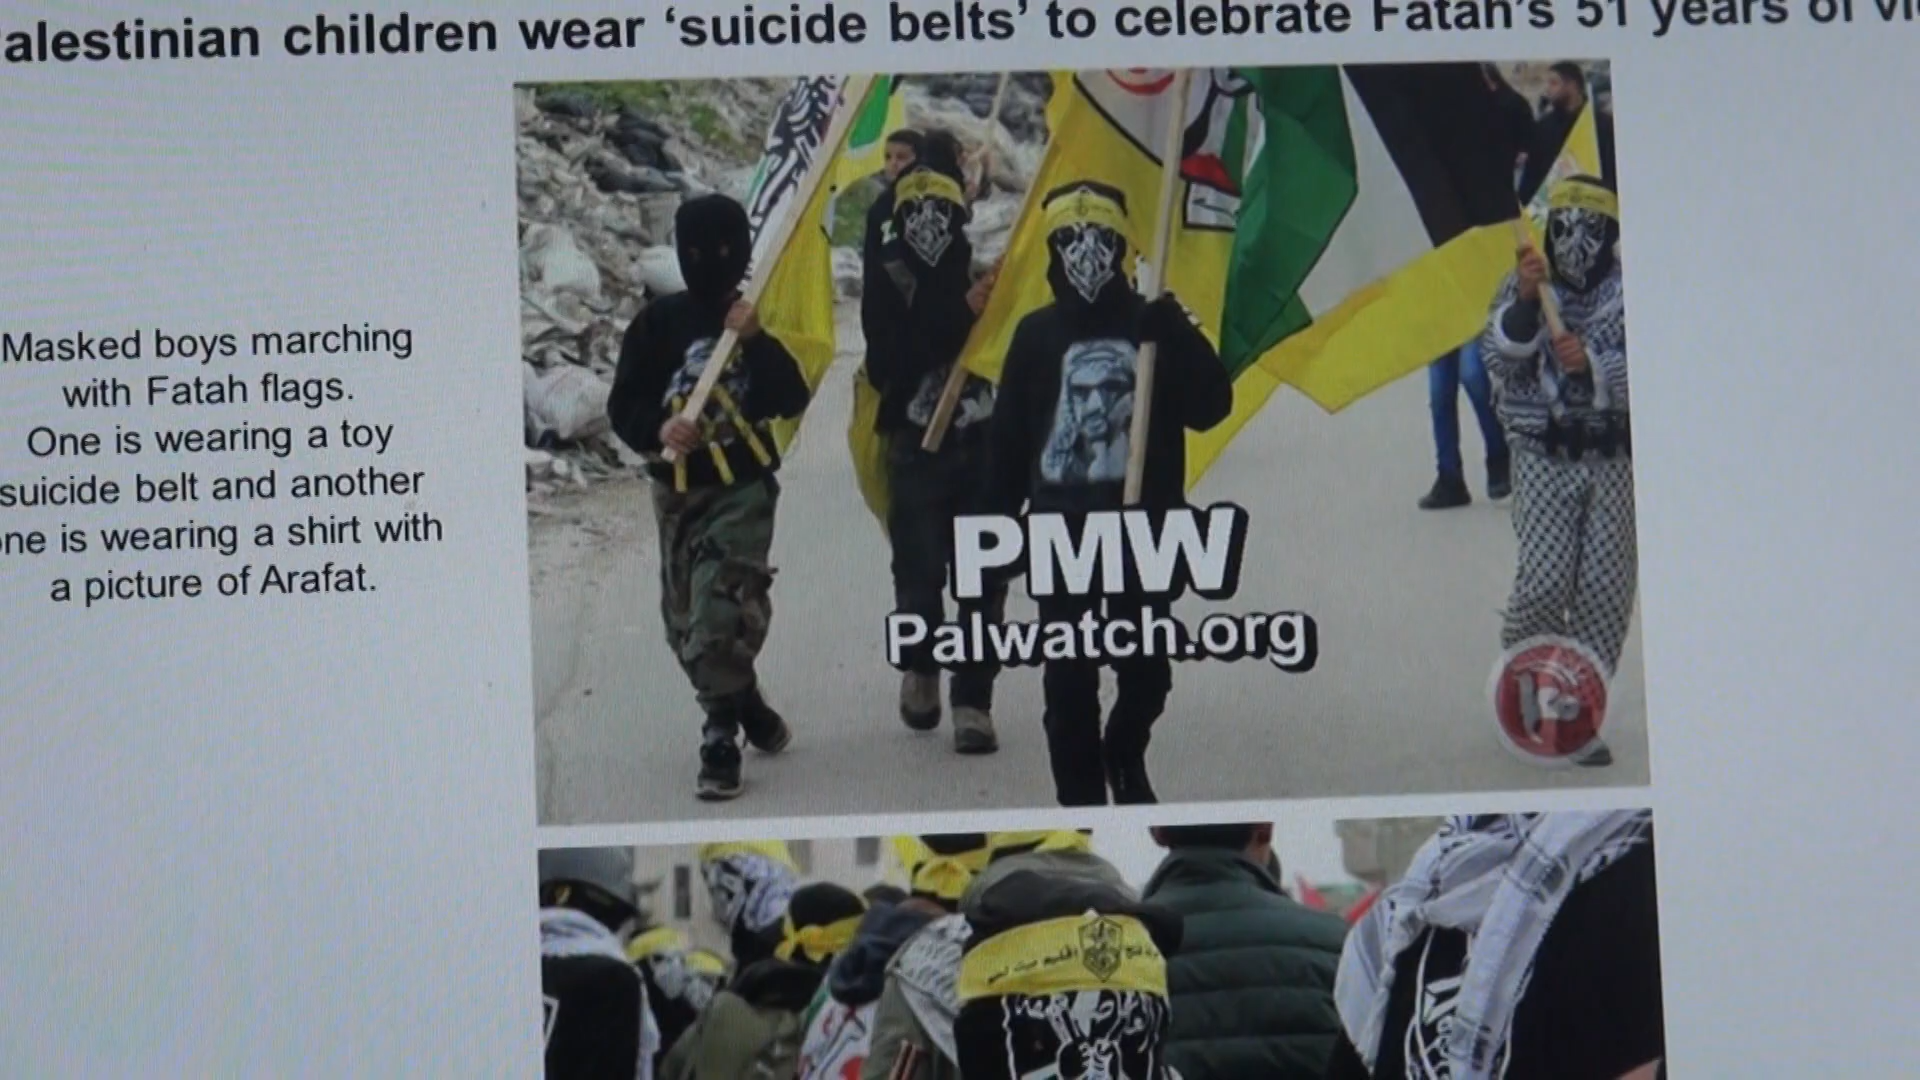 alestinian children wear ‘suicide belts’ to celebrate Fatah's 51 years of vi
Masked boys marching
with Fatah flags.
One is wearing a toy
suicide belt and another
ne is wearing a shirt with
a picture of Arafat.
PMW
Palwatch.org